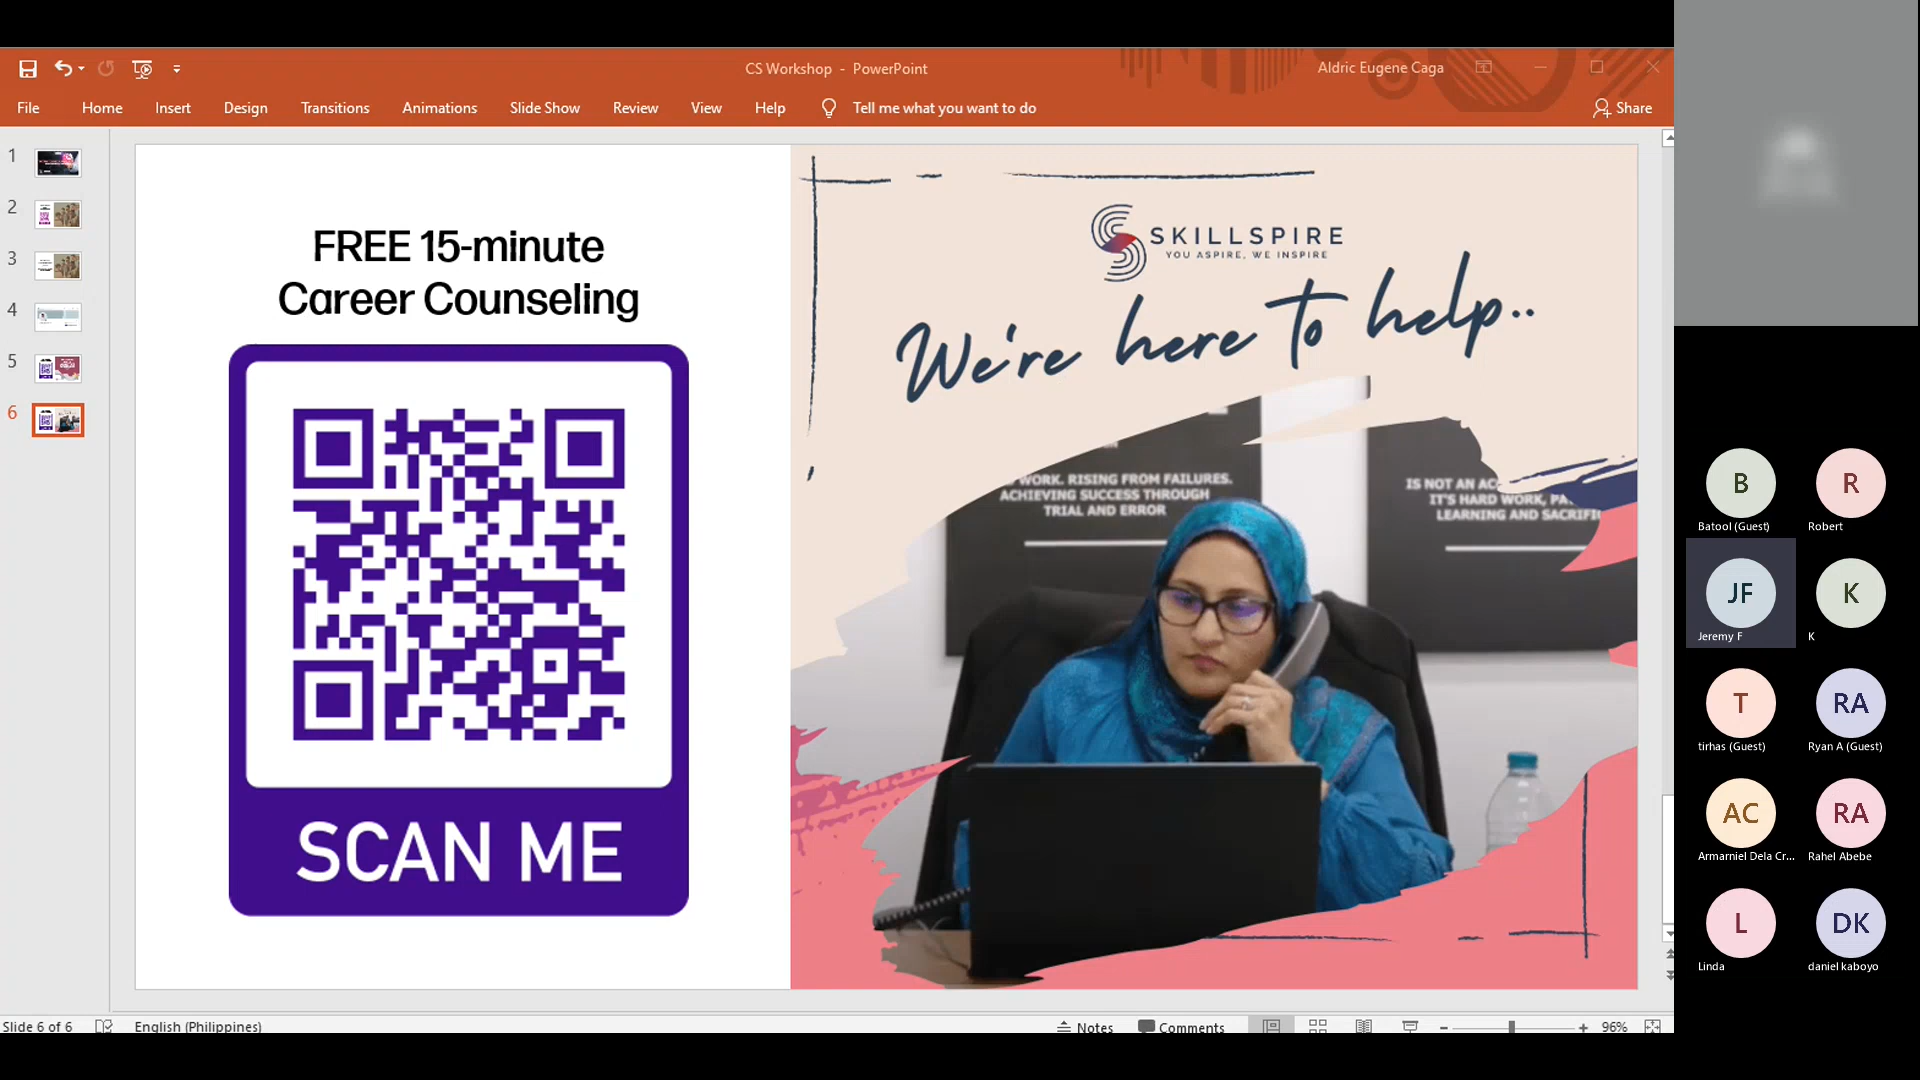 CS Workshop - PowerPoint
Aldric Eugene Caga
File Home Insert Design Transitions Animations Slide Show Review View Help Tell me what you want to do Share
1
2
3
4
5
6
FREE 15-minute
Career Counseling
SCAN ME
SKILLSPIRE
YOU ASPIRE, WE INSPIRE
We're here to help..
WORK. RISING FROM FAILURES.
ACHIEVING SUCCESS THROUGH
TRIAL AND ERROR
IS NOT AN
IT'S HARD WORK,
LEARNING AND
Slide 6 of 6 English (Philippines) Notes Comments 96%
B R
Batool (Guest) Robert
JF K
Jeremy F K
T RA
tirhas (Guest) Ryan A (Guest)
AC RA
Armarniel Dela Cr... Rahel Abebe
L DK
Linda daniel kaboyo